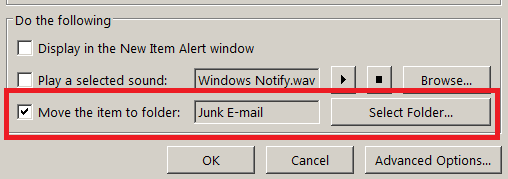 Do the following
Display in the New Item Alert window
Play a selected sound: Windows Notify.wav Browse...
Move the item to folder: Junk E-mail Select Folder...
OK Cancel Advanced Options...